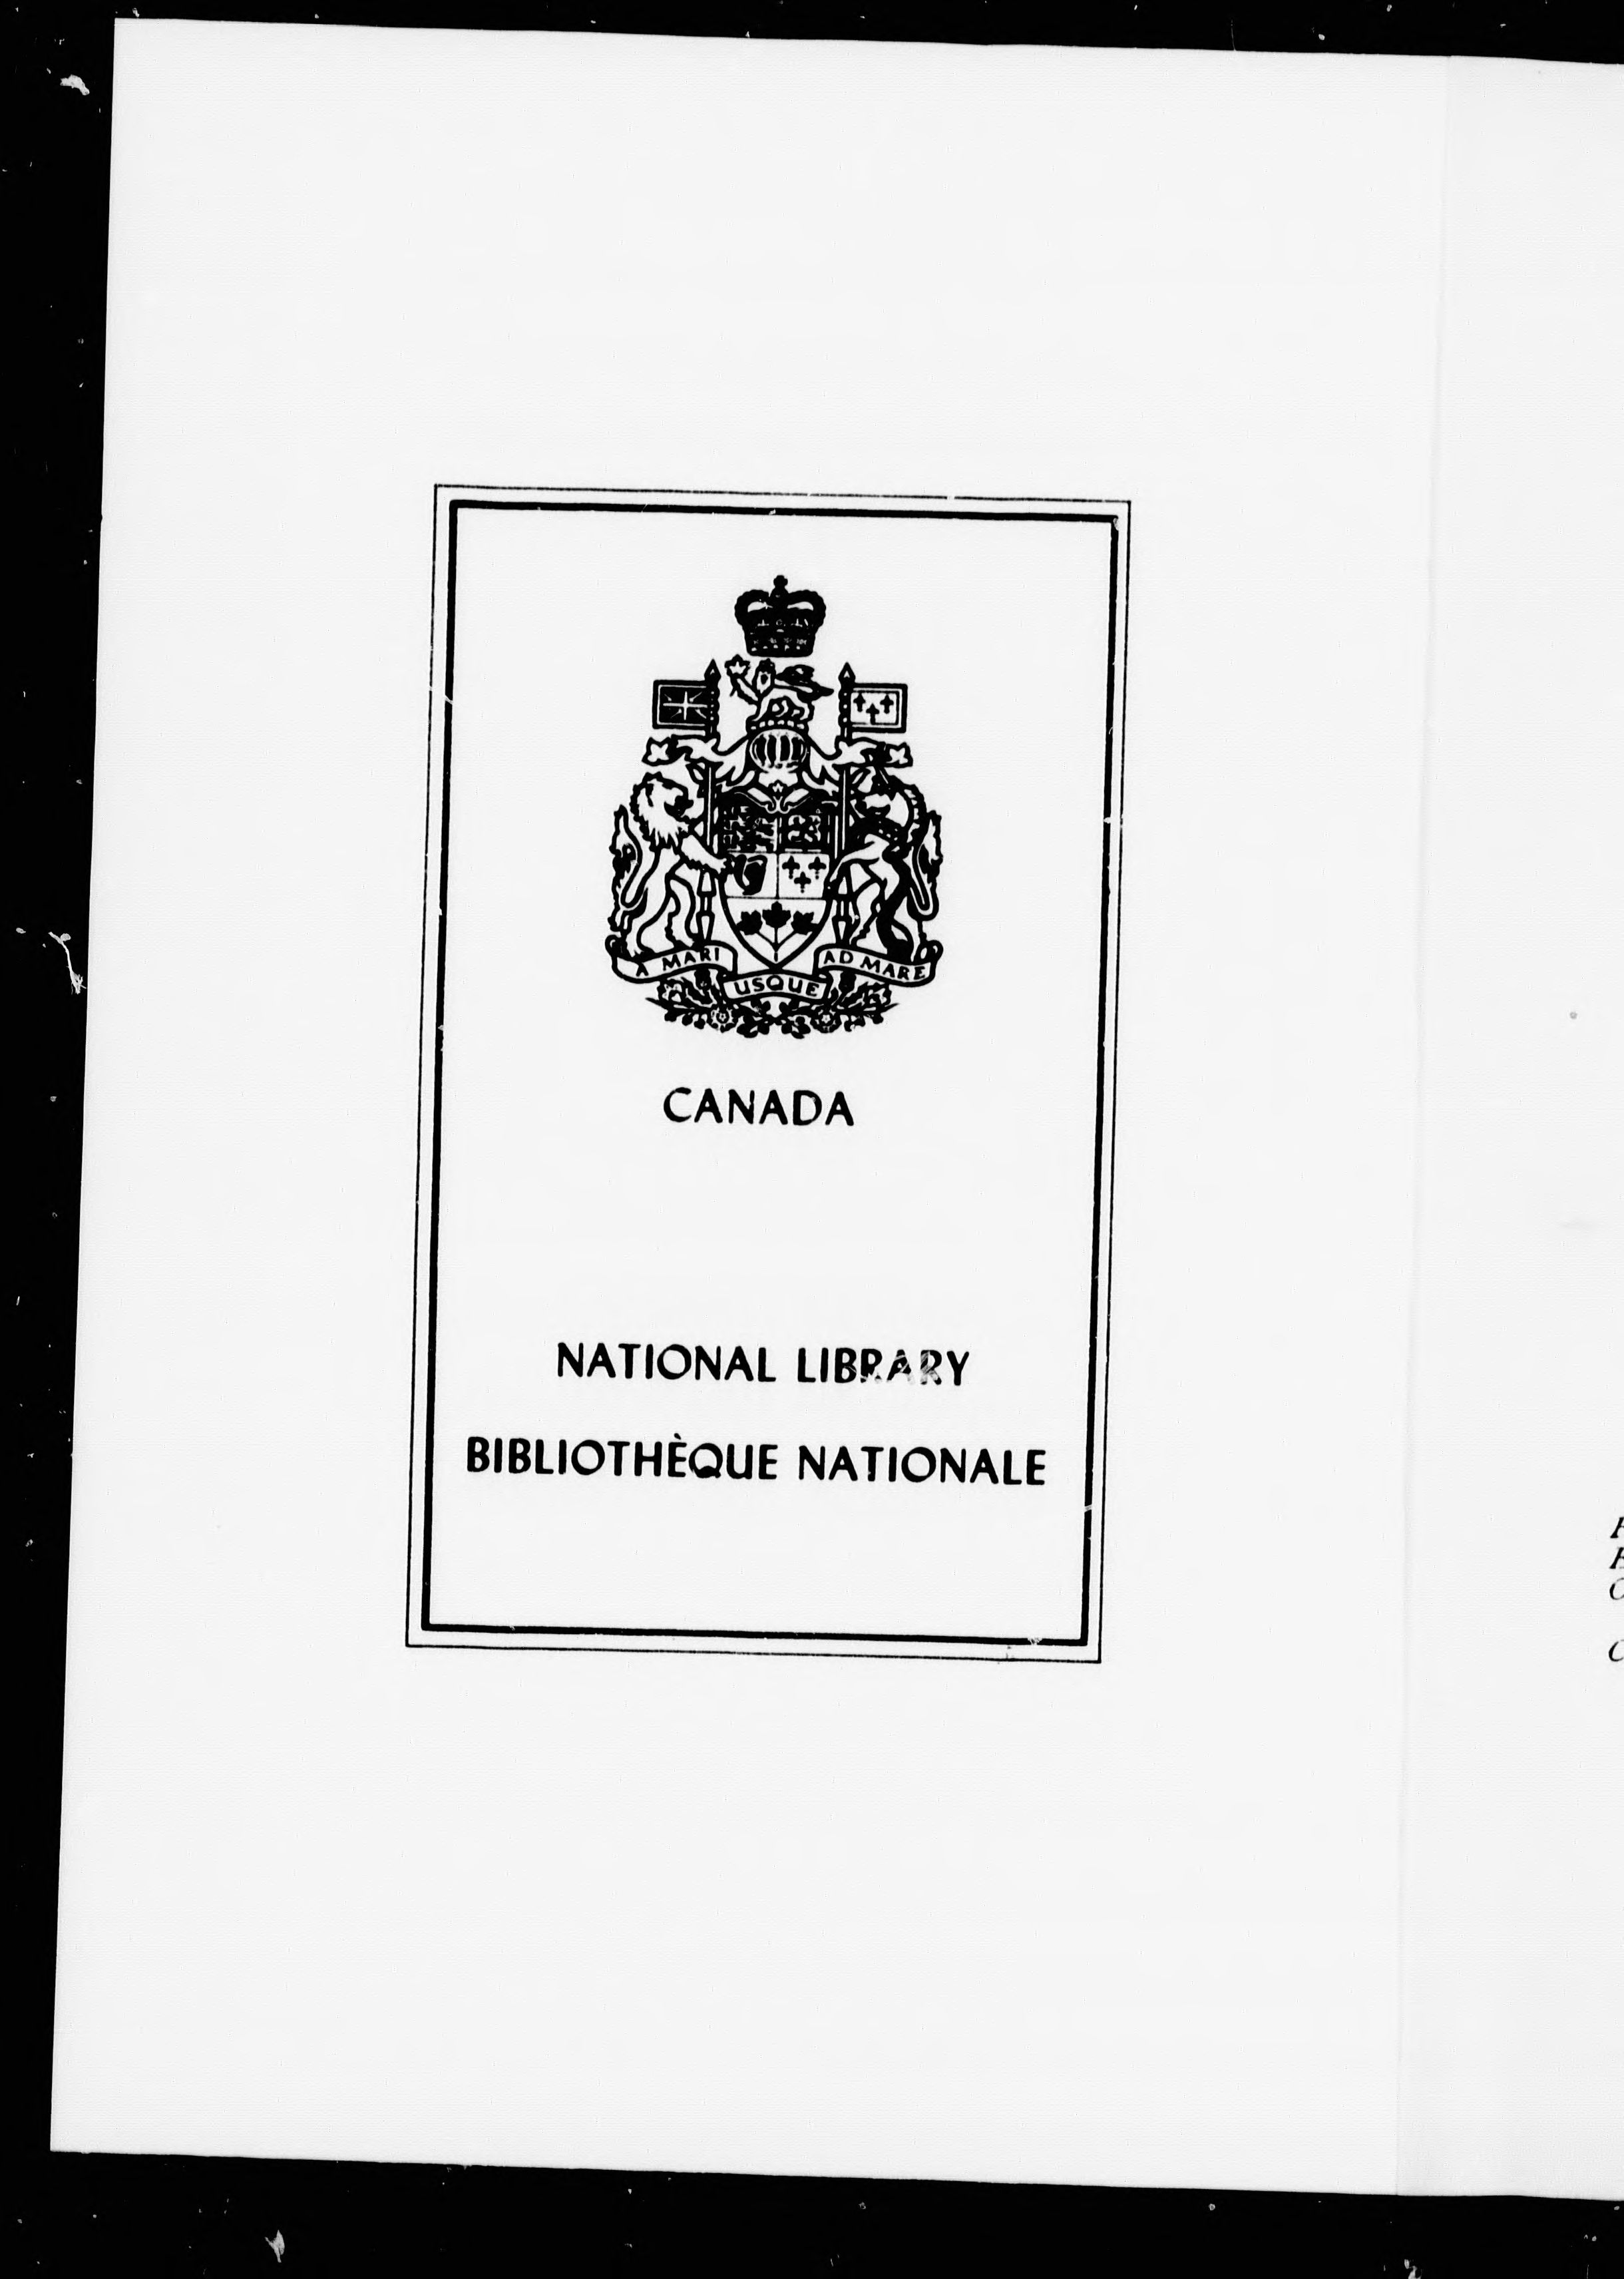 A MARI USQUE AD MARE
CANADA
NATIONAL LIBRARY
BIBLIOTHÈQUE NATIONALE